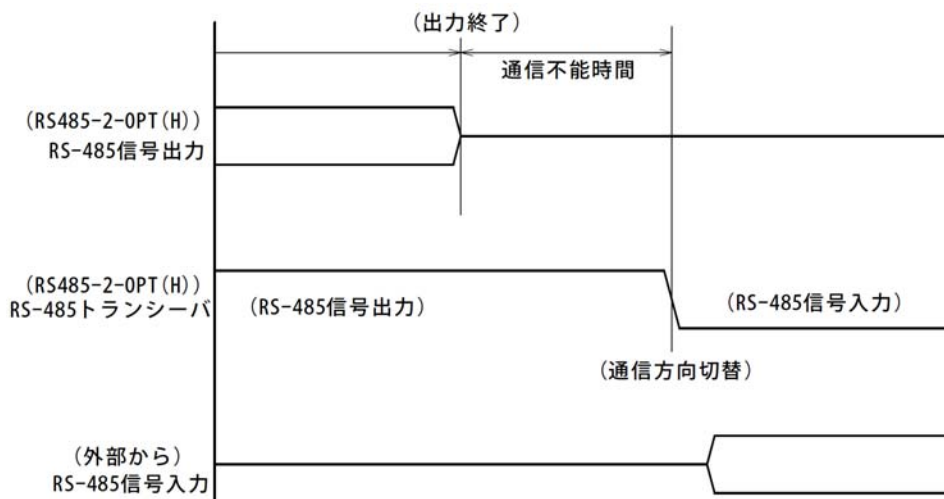 (出力終了)
通信不能時間
(RS485-2-OPT(H))
RS-485信号出力
(RS485-2-OPT(H))
RS-485トランシーバ
(RS-485信号出力)
(RS-485信号入力)
(通信方向切替)
(外部から)
RS-485信号入力